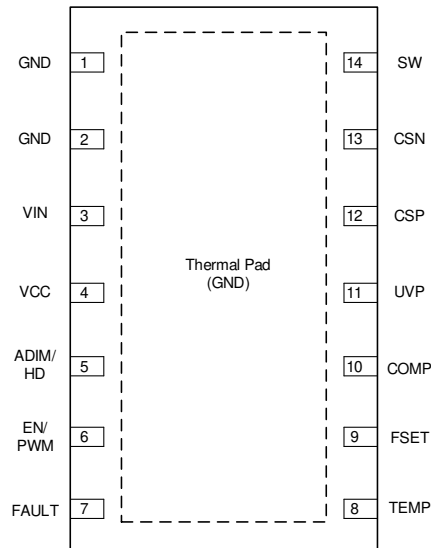 GND 1 14 SW
GND 2 13 CSN
VIN 3 12 CSP
Thermal Pad
(GND)
VCC 4 11 UVP
ADIM/
HD 5 10 COMP
EN/
PWM 6 9 FSET
FAULT 7 8 TEMP